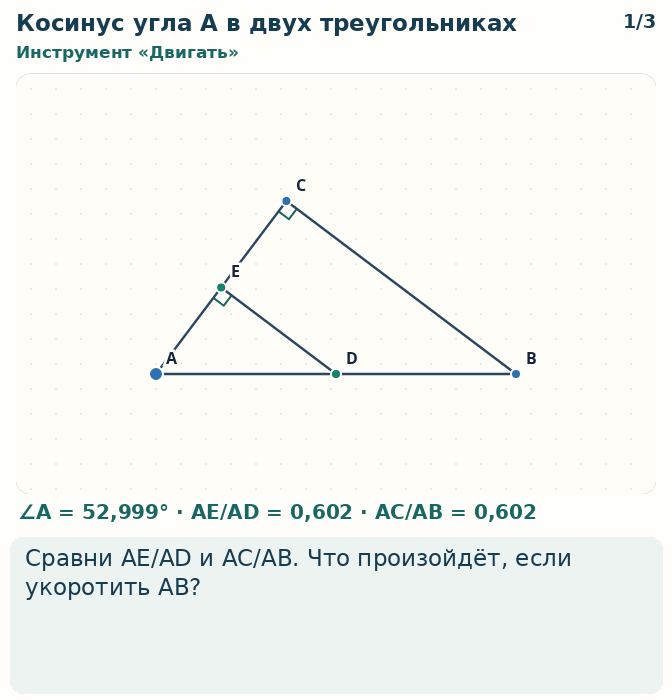 Косинус угла A в двух треугольниках
1/3
Инструмент «Двигать»
C
E
A
D
B
∠A = 52,999° · AE/AD = 0,602 · AC/AB = 0,602
Сравни AE/AD и AC/AB. Что произойдёт, если
укоротить AB?